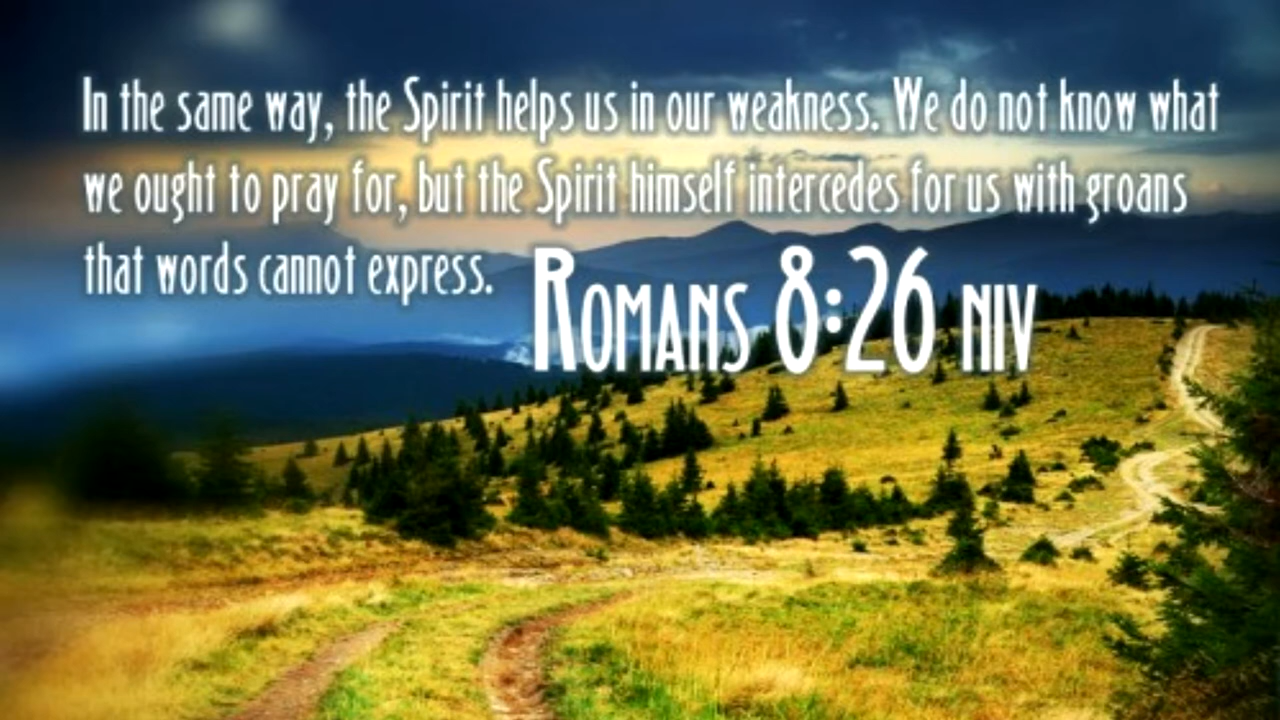 In the same way, the Spirit helps us in our weakness. We do not know what
we ought to pray for, but the Spirit himself intercedes for us with groans
that words cannot express.
ROMANS 8:26 NIV